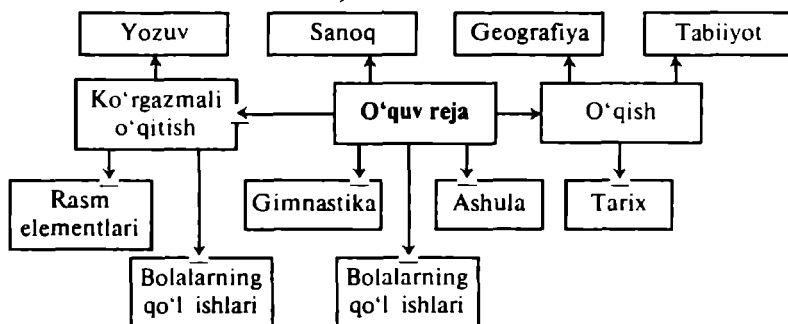 Yozuv
Sanoq
Geografiya
Tabiiyot
Ko‘rgazmali
o‘qitish
O‘quv reja
O‘qish
Rasm
elementlari
Gimnastika
Ashula
Tarix
Bolalarning
qo‘l ishlari
Bolalarning
qo‘l ishlari